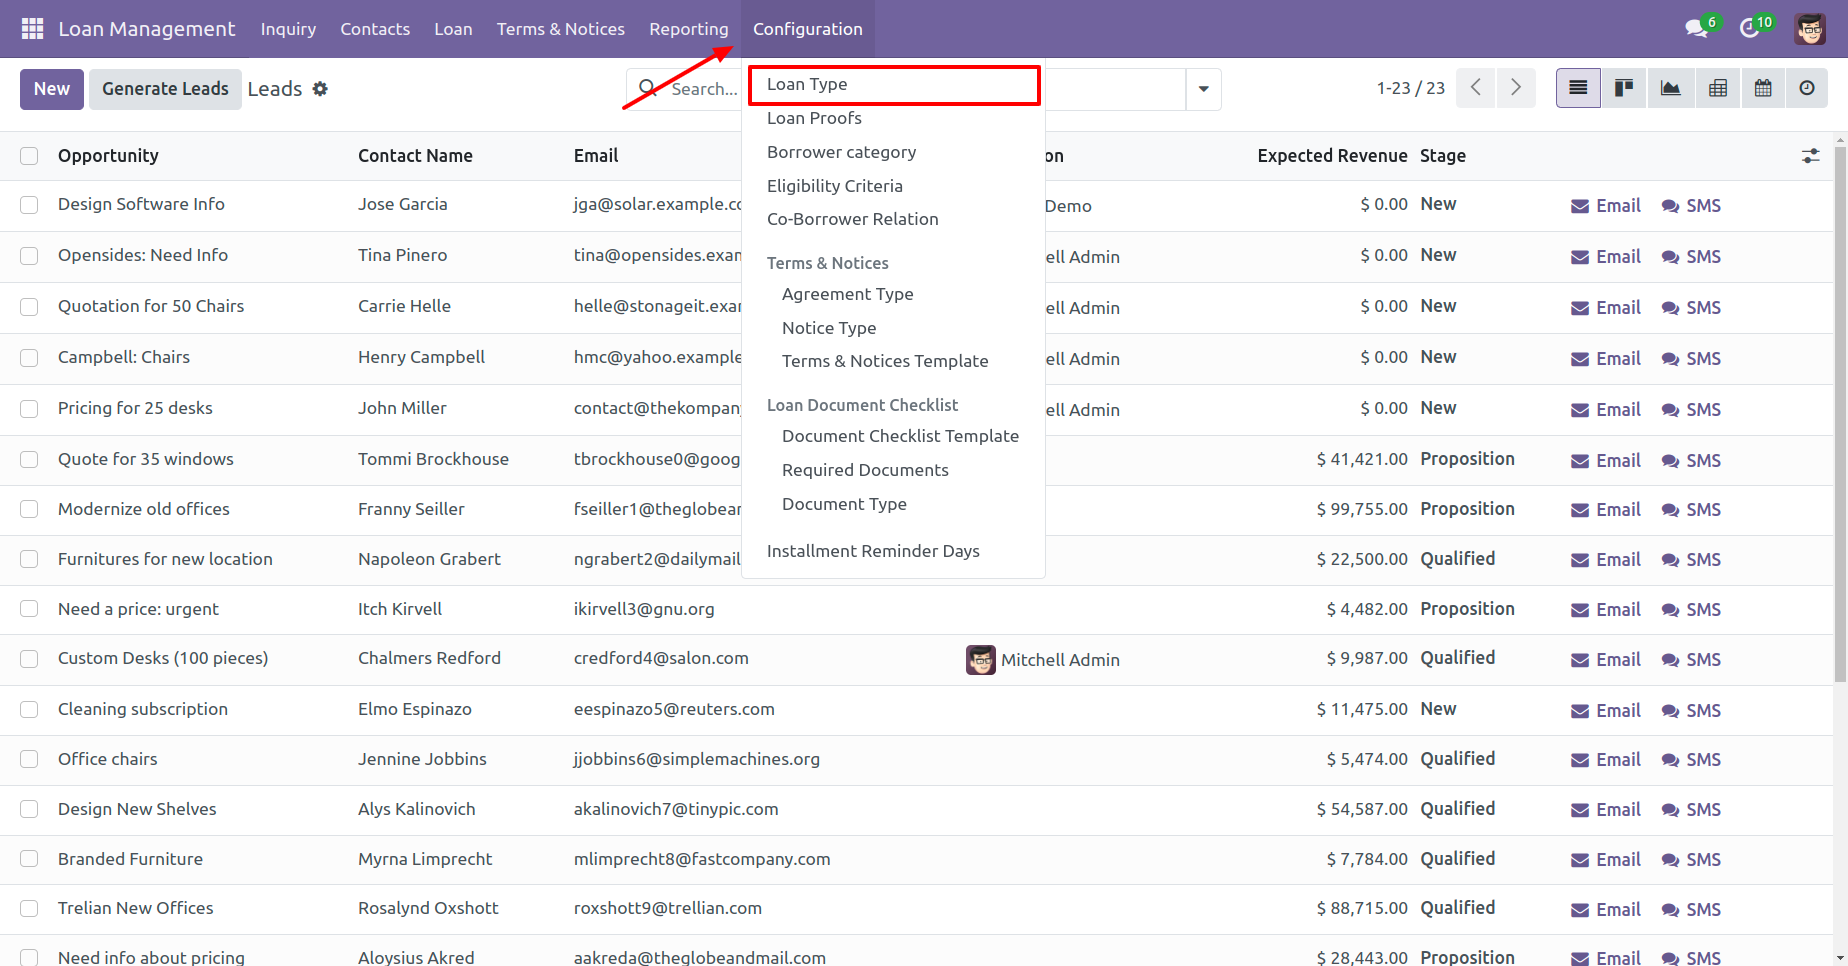 Loan Management Inquiry Contacts Loan Terms & Notices Reporting Configuration 6 10
New Generate Leads Leads Search... 1-23 / 23
Loan Type
Loan Proofs
Borrower category
Eligibility Criteria
Co-Borrower Relation
Terms & Notices
Agreement Type
Notice Type
Terms & Notices Template
Loan Document Checklist
Document Checklist Template
Required Documents
Document Type
Installment Reminder Days
Opportunity Contact Name Email on Expected Revenue Stage
Design Software Info Jose Garcia jga@solar.example.co Demo $ 0.00 New Email SMS
Opensides: Need Info Tina Pinero tina@opensides.exam ell Admin $ 0.00 New Email SMS
Quotation for 50 Chairs Carrie Helle helle@stonageit.exar ell Admin $ 0.00 New Email SMS
Campbell: Chairs Henry Campbell hmc@yahoo.example ell Admin $ 0.00 New Email SMS
Pricing for 25 desks John Miller contact@thekompany ell Admin $ 0.00 New Email SMS
Quote for 35 windows Tommi Brockhouse tbrockhouse0@goog $ 41,421.00 Proposition Email SMS
Modernize old offices Franny Seiller fseiller1@theglobear $ 99,755.00 Proposition Email SMS
Furnitures for new location Napoleon Grabert ngrabert2@dailymail $ 22,500.00 Qualified Email SMS
Need a price: urgent Itch Kirvell ikirvell3@gnu.org $ 4,482.00 Proposition Email SMS
Custom Desks (100 pieces) Chalmers Redford credford4@salon.com Mitchell Admin $ 9,987.00 Qualified Email SMS
Cleaning subscription Elmo Espinazo eespinazo5@reuters.com $ 11,475.00 New Email SMS
Office chairs Jennine Jobbins jjobbins6@simplemachines.org $ 5,474.00 Qualified Email SMS
Design New Shelves Alys Kalinovich akalinovich7@tinypic.com $ 54,587.00 Qualified Email SMS
Branded Furniture Myrna Limprecht mlimprecht8@fastcompany.com $ 7,784.00 Qualified Email SMS
Trelian New Offices Rosalynd Oxshott roxshott9@trellian.com $ 88,715.00 Qualified Email SMS
Need info about pricing Aloysius Akred aakreda@theglobeandmail.com $ 28,443.00 Proposition Email SMS